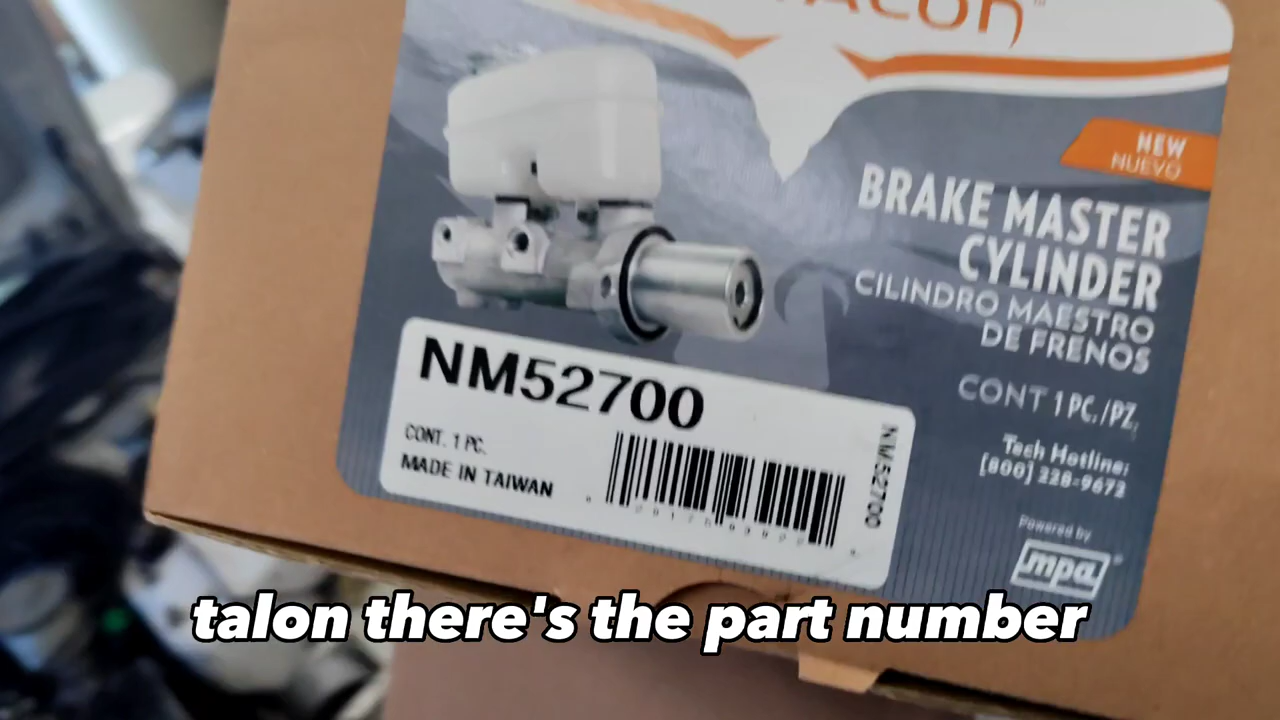 NEW
NUEVO
BRAKE MASTER
CYLINDER
CILINDRO MAESTRO
DE FRENOS
CONT 1 PC./PZ.
Tech Hotline:
[800] 228-9672
Powered by
mpa
NM52700
CONT. 1 PC.
MADE IN TAIWAN
NM52700
talon there's the part number